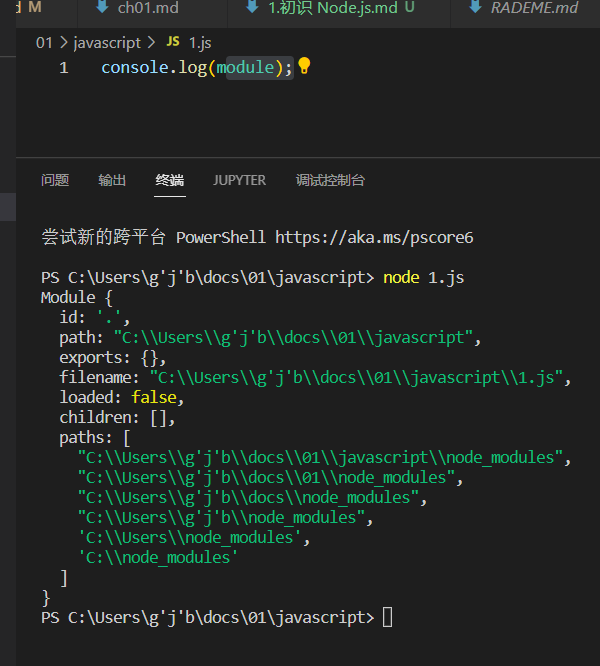 d M ch01.md 1.初识 Node.js.md U RADEME.md
01 > javascript > JS 1.js
1 console.log(module);
问题 输出 终端 JUPYTER 调试控制台
尝试新的跨平台 PowerShell https://aka.ms/pscore6
PS C:\Users\g'j'b\docs\01\javascript> node 1.js
Module {
  id: '.',
  path: "C:\\Users\\g'j'b\\docs\\01\\javascript",
  exports: {},
  filename: "C:\\Users\\g'j'b\\docs\\01\\javascript\\1.js",
  loaded: false,
  children: [],
  paths: [
    "C:\\Users\\g'j'b\\docs\\01\\javascript\\node_modules",
    "C:\\Users\\g'j'b\\docs\\01\\node_modules",
    "C:\\Users\\g'j'b\\docs\\node_modules",
    "C:\\Users\\g'j'b\\node_modules",
    'C:\\Users\\node_modules',
    'C:\\node_modules'
  ]
}
PS C:\Users\g'j'b\docs\01\javascript>